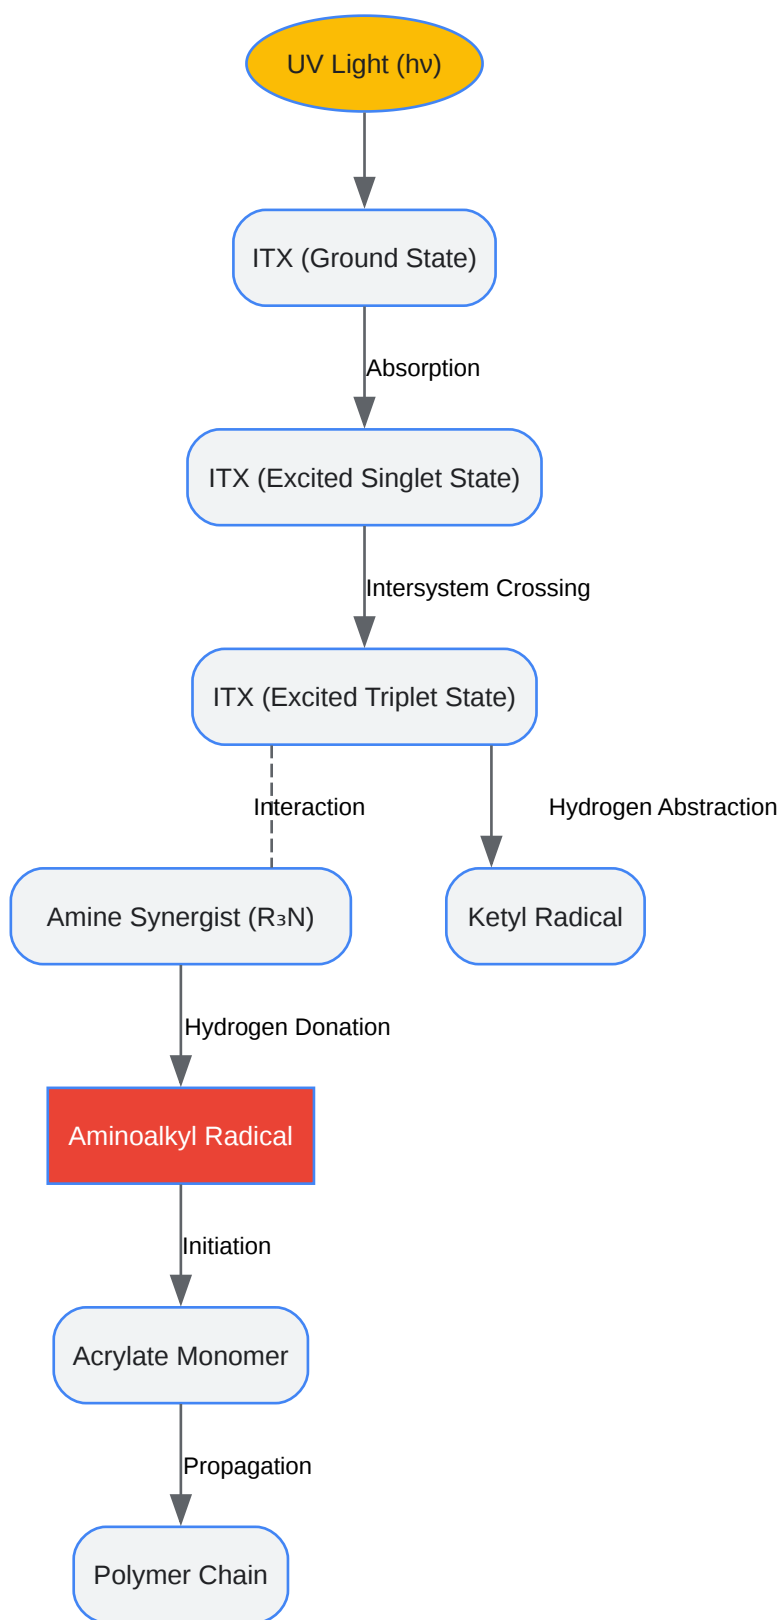 UV Light (hν)
ITX (Ground State)
Absorption
ITX (Excited Singlet State)
Intersystem Crossing
ITX (Excited Triplet State)
Interaction
Hydrogen Abstraction
Amine Synergist (R₃N)
Ketyl Radical
Hydrogen Donation
Aminoalkyl Radical
Initiation
Acrylate Monomer
Propagation
Polymer Chain